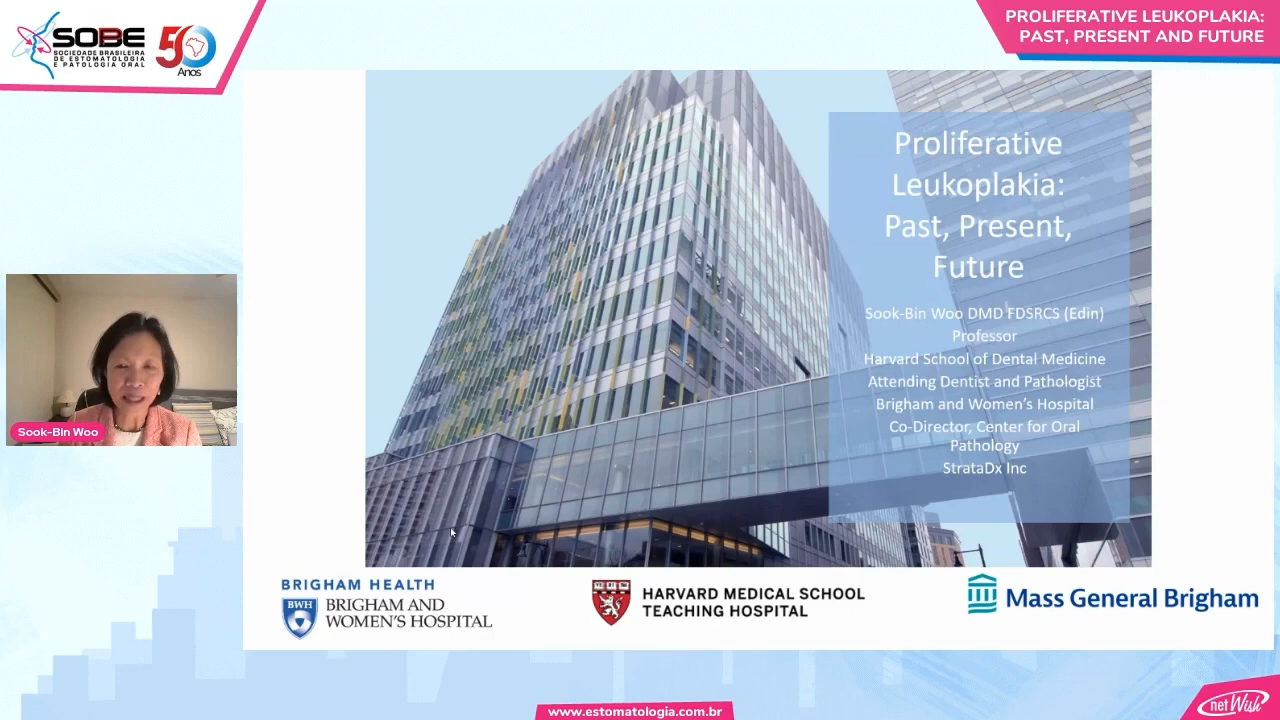 SOBE
SOCIEDADE BRASILEIRA
DE ESTOMATOLOGIA
E PATOLOGIA ORAL
50
Anos
PROLIFERATIVE LEUKOPLAKIA:
PAST, PRESENT AND FUTURE
Proliferative
Leukoplakia:
Past, Present,
Future
Sook-Bin Woo DMD FDSRCS (Edin)
Professor
Harvard School of Dental Medicine
Attending Dentist and Pathologist
Brigham and Women's Hospital
Co-Director, Center for Oral
Pathology
StrataDx Inc
Sook-Bin Woo
BRIGHAM HEALTH
BWH
BRIGHAM AND
WOMEN'S HOSPITAL
HARVARD MEDICAL SCHOOL
TEACHING HOSPITAL
Mass General Brigham
www.estomatologia.com.br
netWish